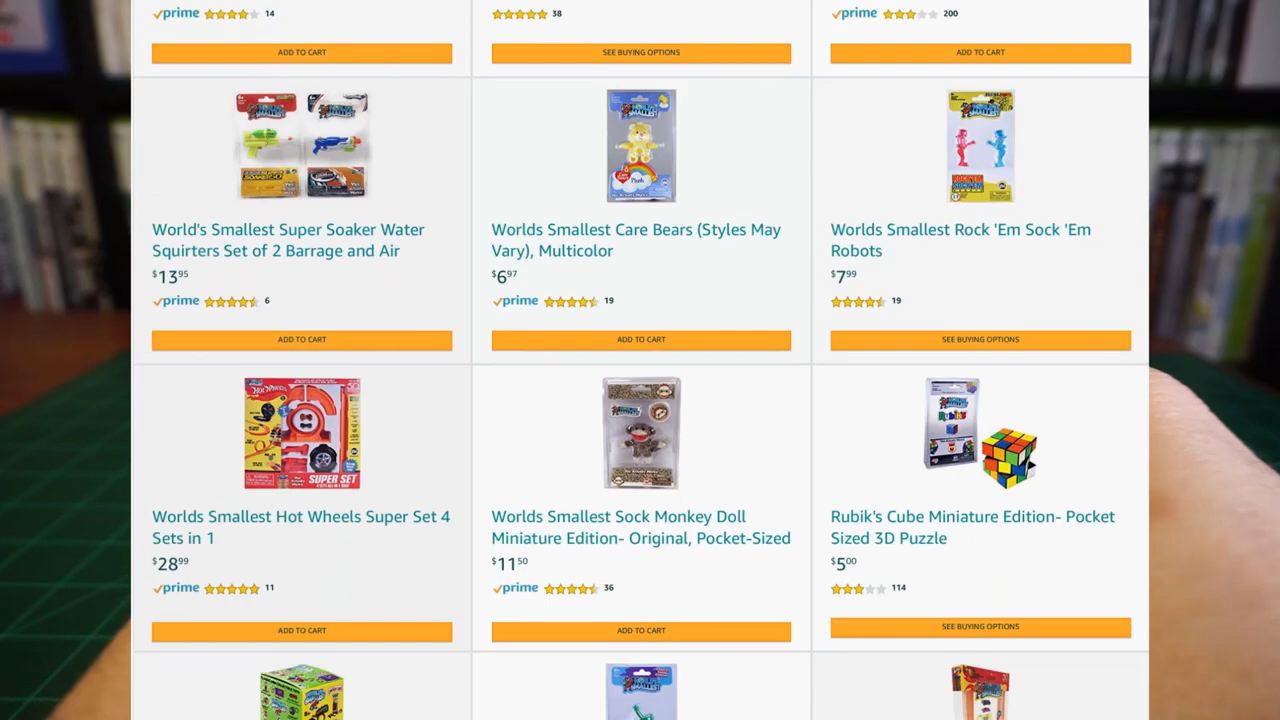 prime 14
38
prime 200
ADD TO CART
SEE BUYING OPTIONS
ADD TO CART
World's Smallest Super Soaker Water
Squirters Set of 2 Barrage and Air
$13.95
prime 6
ADD TO CART
Worlds Smallest Care Bears (Styles May
Vary), Multicolor
$6.97
prime 19
ADD TO CART
Worlds Smallest Rock 'Em Sock 'Em
Robots
$7.99
19
SEE BUYING OPTIONS
Hot Wheels
SUPER SET
Worlds Smallest Hot Wheels Super Set 4
Sets in 1
$28.99
prime 11
ADD TO CART
Worlds Smallest Sock Monkey Doll
Miniature Edition- Original, Pocket-Sized
$11.50
prime 36
ADD TO CART
Rubik's
Rubik's Cube Miniature Edition- Pocket
Sized 3D Puzzle
$5.00
114
SEE BUYING OPTIONS